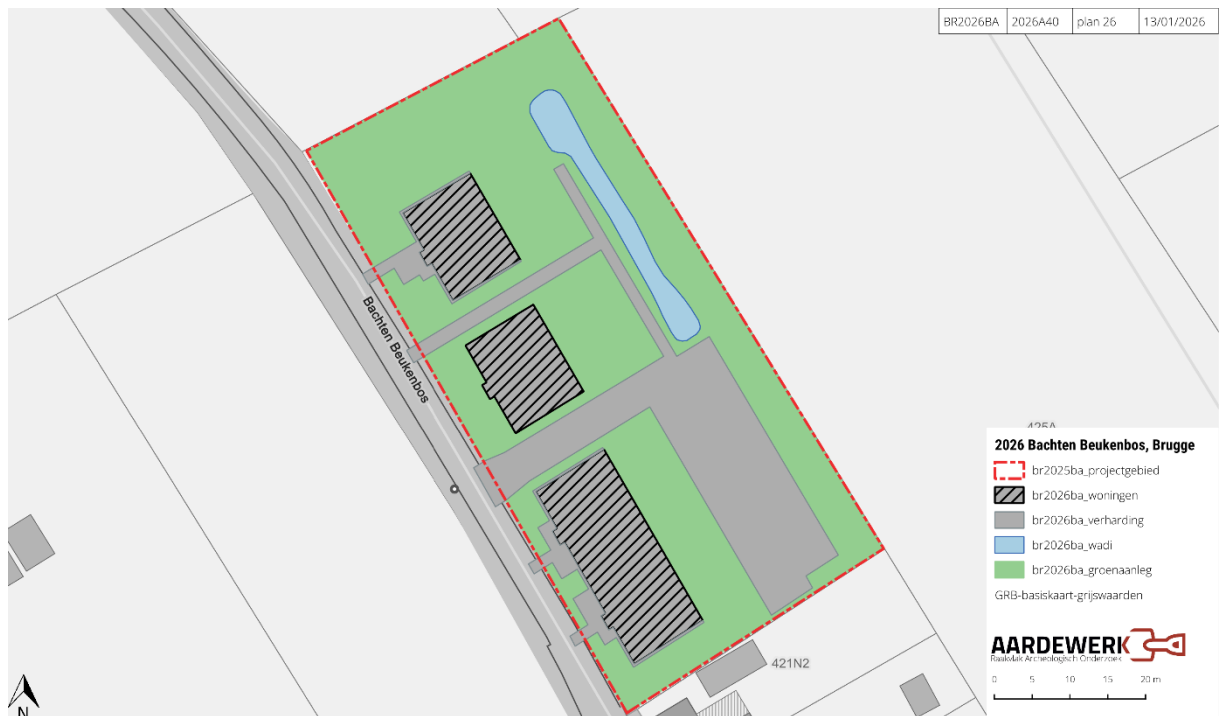 BR2026BA 2026A40 plan 26 13/01/2026
Bachten Beukenbos
425A
2026 Bachten Beukenbos, Brugge
br2025ba_projectgebied
br2026ba_woningen
br2026ba_verharding
br2026ba_wadi
br2026ba_groenaanleg
GRB-basiskaart-grijswaarden
AARDEWERK
Raakvlak Archeologisch Onderzoek
0 5 10 15 20 m
421N2
N